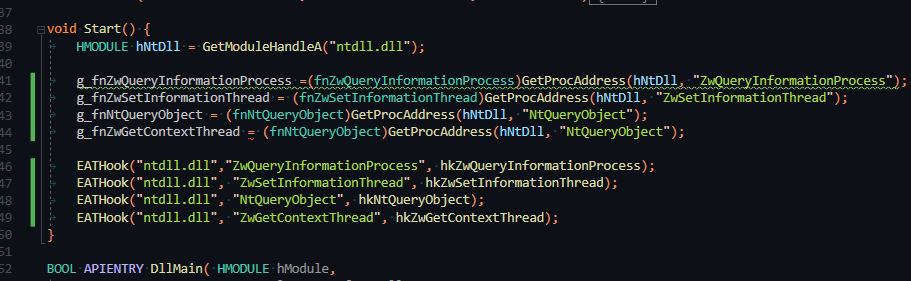 37
38 void Start() {
39 HMODULE hNtDll = GetModuleHandleA("ntdll.dll");
40
41 g_fnZwQueryInformationProcess =(fnZwQueryInformationProcess)GetProcAddress(hNtDll, "ZwQueryInformationProcess");
42 g_fnZwSetInformationThread = (fnZwSetInformationThread)GetProcAddress(hNtDll, "ZwSetInformationThread");
43 g_fnNtQueryObject = (fnNtQueryObject)GetProcAddress(hNtDll, "NtQueryObject");
44 g_fnZwGetContextThread = (fnNtQueryObject)GetProcAddress(hNtDll, "NtQueryObject");
45
46 EATHook("ntdll.dll","ZwQueryInformationProcess", hkZwQueryInformationProcess);
47 EATHook("ntdll.dll", "ZwSetInformationThread", hkZwSetInformationThread);
48 EATHook("ntdll.dll", "NtQueryObject", hkNtQueryObject);
49 EATHook("ntdll.dll", "ZwGetContextThread", hkZwGetContextThread);
50 }
51
52 BOOL APIENTRY DllMain( HMODULE hModule,